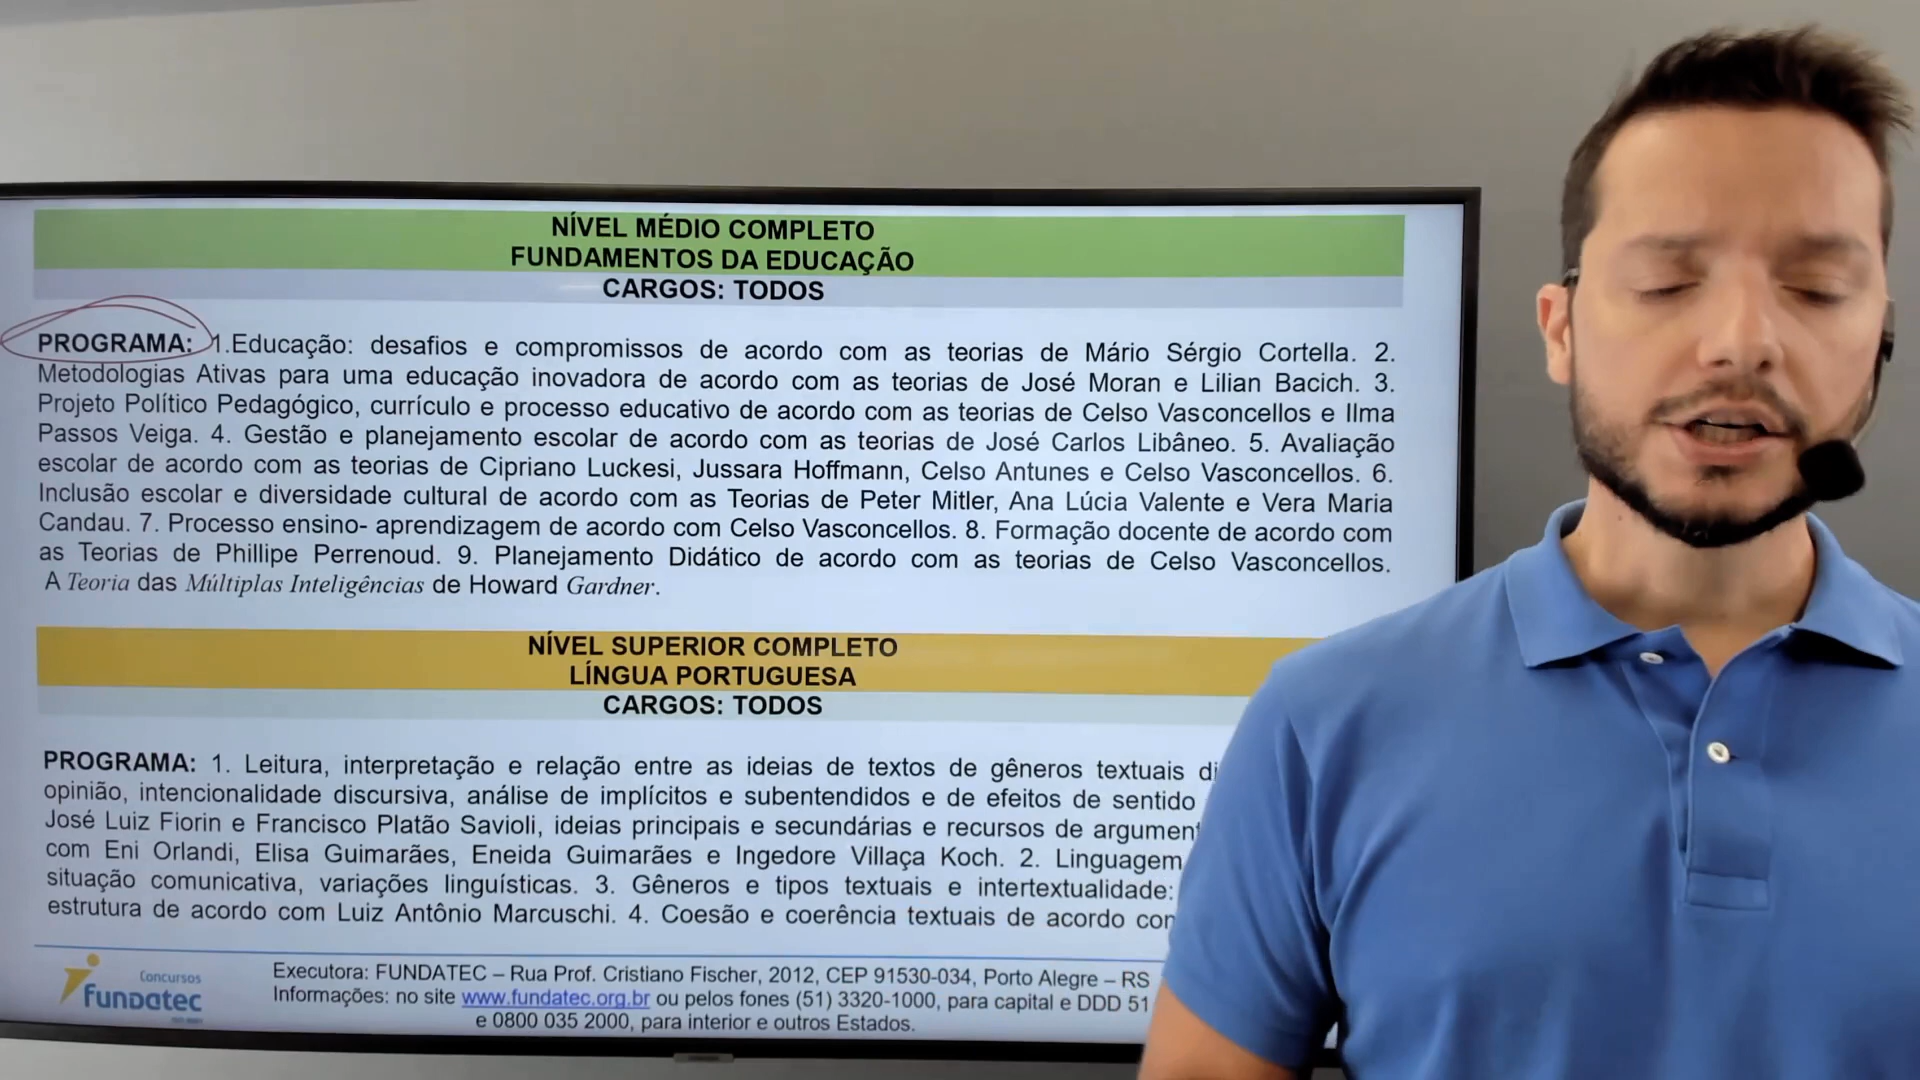 NÍVEL MÉDIO COMPLETO
FUNDAMENTOS DA EDUCAÇÃO
CARGOS: TODOS
PROGRAMA: 1.Educação: desafios e compromissos de acordo com as teorias de Mário Sérgio Cortella. 2.
Metodologias Ativas para uma educação inovadora de acordo com as teorias de José Moran e Lilian Bacich. 3.
Projeto Político Pedagógico, currículo e processo educativo de acordo com as teorias de Celso Vasconcellos e Ilma
Passos Veiga. 4. Gestão e planejamento escolar de acordo com as teorias de José Carlos Libâneo. 5. Avaliação
escolar de acordo com as teorias de Cipriano Luckesi, Jussara Hoffmann, Celso Antunes e Celso Vasconcellos. 6.
Inclusão escolar e diversidade cultural de acordo com as Teorias de Peter Mitler, Ana Lúcia Valente e Vera Maria
Candau. 7. Processo ensino- aprendizagem de acordo com Celso Vasconcellos. 8. Formação docente de acordo com
as Teorias de Phillipe Perrenoud. 9. Planejamento Didático de acordo com as teorias de Celso Vasconcellos.
A Teoria das Múltiplas Inteligências de Howard Gardner.
NÍVEL SUPERIOR COMPLETO
LÍNGUA PORTUGUESA
CARGOS: TODOS
PROGRAMA: 1. Leitura, interpretação e relação entre as ideias de textos de gêneros textuais di
opinião, intencionalidade discursiva, análise de implícitos e subentendidos e de efeitos de sentido
José Luiz Fiorin e Francisco Platão Savioli, ideias principais e secundárias e recursos de argument
com Eni Orlandi, Elisa Guimarães, Eneida Guimarães e Ingedore Villaça Koch. 2. Linguagem
situação comunicativa, variações linguísticas. 3. Gêneros e tipos textuais e intertextualidade:
estrutura de acordo com Luiz Antônio Marcuschi. 4. Coesão e coerência textuais de acordo con
Concursos
fundatec
Executora: FUNDATEC – Rua Prof. Cristiano Fischer, 2012, CEP 91530-034, Porto Alegre – RS
Informações: no site www.fundatec.org.br ou pelos fones (51) 3320-1000, para capital e DDD 51
e 0800 035 2000, para interior e outros Estados.